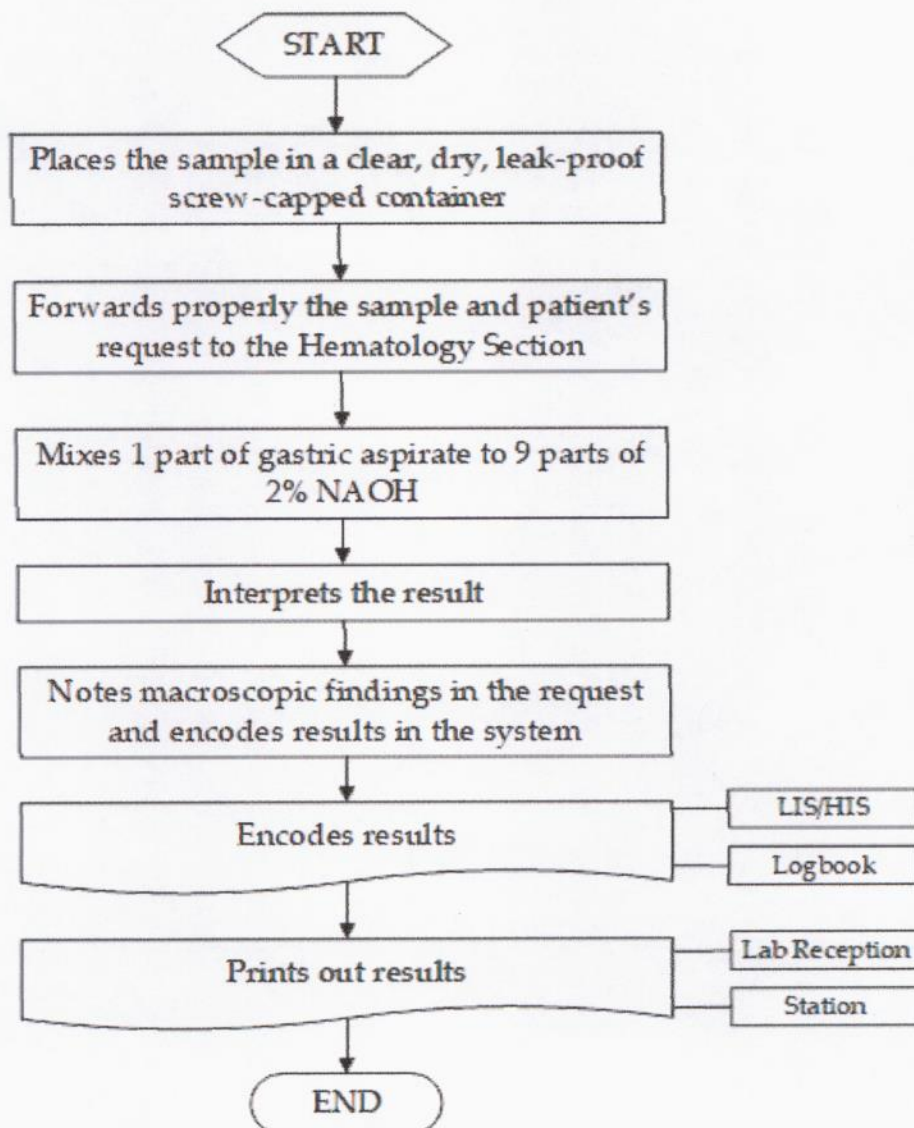 START
Places the sample in a clear, dry, leak-proof
screw-capped container
Forwards properly the sample and patient's
request to the Hematology Section
Mixes 1 part of gastric aspirate to 9 parts of
2% NAOH
Interprets the result
Notes macroscopic findings in the request
and encodes results in the system
Encodes results
LIS/HIS
Logbook
Prints out results
Lab Reception
Station
END